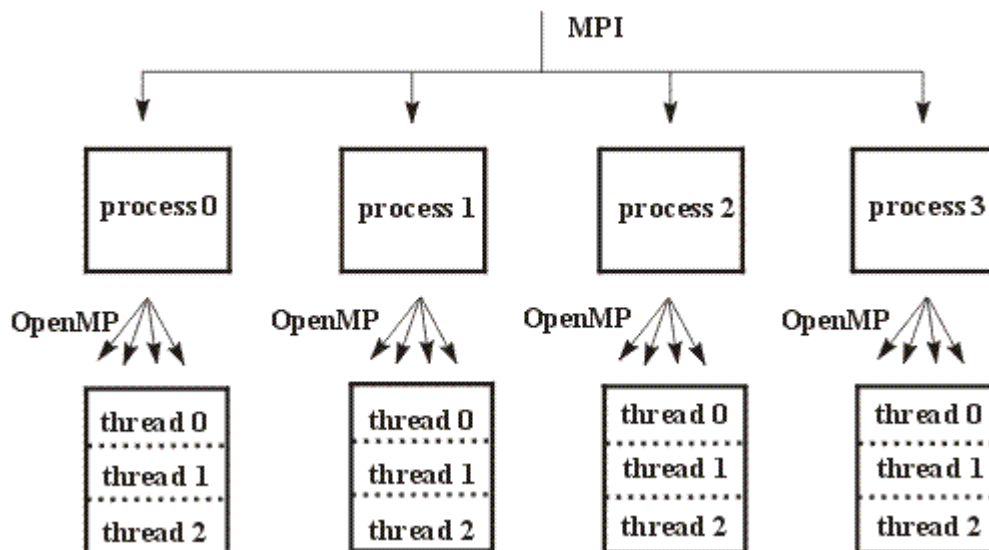 MPI
process 0
process 1
process 2
process 3
OpenMP
OpenMP
OpenMP
OpenMP
thread 0
thread 1
thread 2
thread 0
thread 1
thread 2
thread 0
thread 1
thread 2
thread 0
thread 1
thread 2